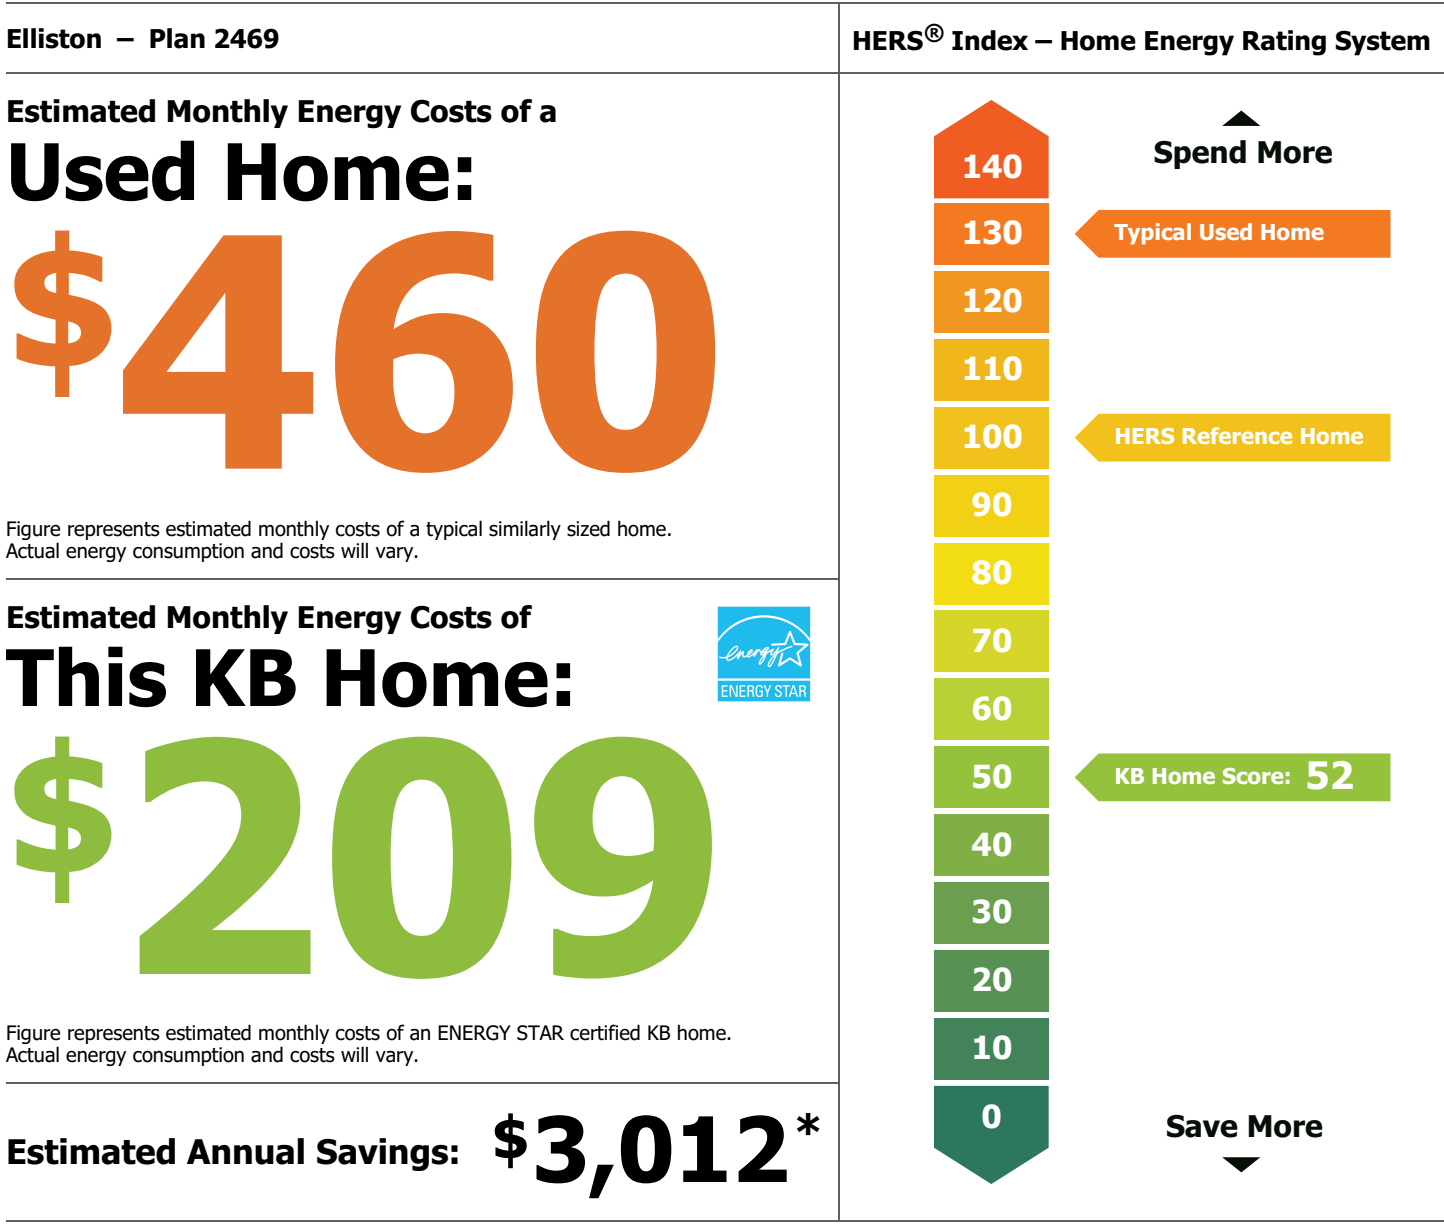 Elliston – Plan 2469
Estimated Monthly Energy Costs of a
Used Home:
$460
Figure represents estimated monthly costs of a typical similarly sized home.
Actual energy consumption and costs will vary.
Estimated Monthly Energy Costs of
This KB Home:
energy
ENERGY STAR
$209
Figure represents estimated monthly costs of an ENERGY STAR certified KB home.
Actual energy consumption and costs will vary.
Estimated Annual Savings: $3,012*
HERS® Index – Home Energy Rating System
Spend More
140
130 Typical Used Home
120
110
100 HERS Reference Home
90
80
70
60
50 KB Home Score: 52
40
30
20
10
0
Save More